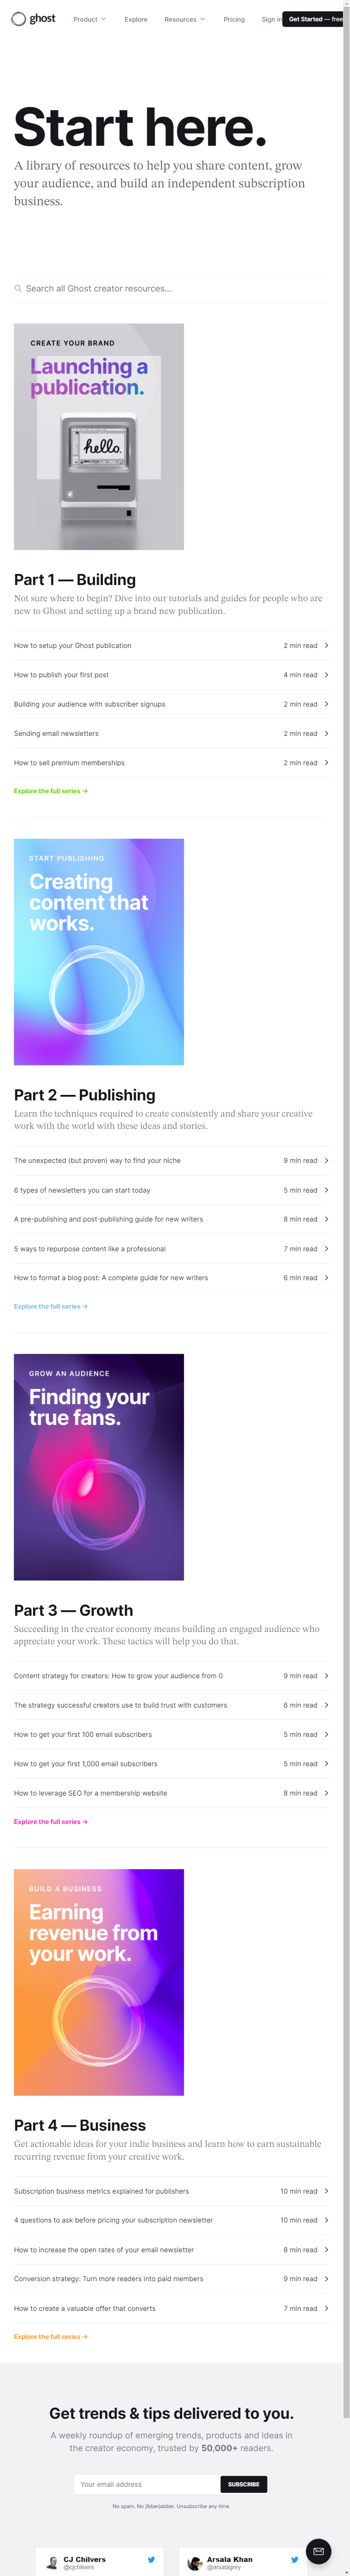 ghost Product Explore Resources Pricing Sign in Get Started — free
Start here.
A library of resources to help you share content, grow
your audience, and build an independent subscription
business.
Search all Ghost creator resources...
CREATE YOUR BRAND
Launching a
publication.
hello.
Part 1 — Building
Not sure where to begin? Dive into our tutorials and guides for people who are
new to Ghost and setting up a brand new publication.
How to setup your Ghost publication 2 min read
How to publish your first post 4 min read
Building your audience with subscriber signups 2 min read
Sending email newsletters 2 min read
How to sell premium memberships 2 min read
Explore the full series →
START PUBLISHING
Creating
content that
works.
Part 2 — Publishing
Learn the techniques required to create consistently and share your creative
work with the world with these ideas and stories.
The unexpected (but proven) way to find your niche 9 min read
6 types of newsletters you can start today 5 min read
A pre-publishing and post-publishing guide for new writers 8 min read
5 ways to repurpose content like a professional 7 min read
How to format a blog post: A complete guide for new writers 6 min read
Explore the full series →
GROW AN AUDIENCE
Finding your
true fans.
Part 3 — Growth
Succeeding in the creator economy means building an engaged audience who
appreciate your work. These tactics will help you do that.
Content strategy for creators: How to grow your audience from 0 9 min read
The strategy successful creators use to build trust with customers 6 min read
How to get your first 100 email subscribers 5 min read
How to get your first 1,000 email subscribers 5 min read
How to leverage SEO for a membership website 8 min read
Explore the full series →
BUILD A BUSINESS
Earning
revenue from
your work.
Part 4 — Business
Get actionable ideas for your indie business and learn how to earn sustainable
recurring revenue from your creative work.
Subscription business metrics explained for publishers 10 min read
4 questions to ask before pricing your subscription newsletter 10 min read
How to increase the open rates of your email newsletter 8 min read
Conversion strategy: Turn more readers into paid members 9 min read
How to create a valuable offer that converts 7 min read
Explore the full series →
Get trends & tips delivered to you.
A weekly roundup of emerging trends, products and ideas in
the creator economy, trusted by 50,000+ readers.
Your email address SUBSCRIBE
No spam. No jibberjabber. Unsubscribe any time.
CJ Chilvers Arsala Khan
@cjchilvers @arsalagrey